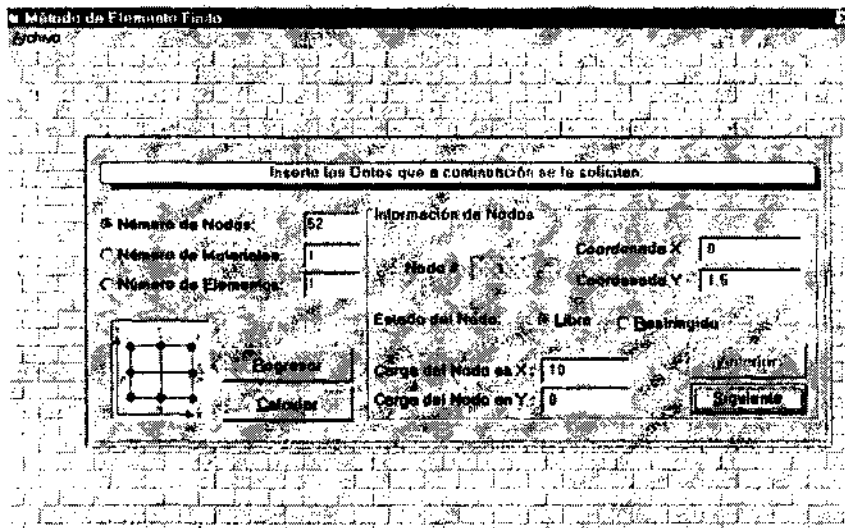 Método de Elemento Finito
Archivo
Inserte los Datos que a continuación se le solicitan:
Número de Nodos: 52
Número de Materiales: 1
Número de Elementos: 1
Regresar
Calcular
Información de Nodos
Nodo # 1
Coordenada X 0
Coordenada Y 1.5
Estado del Nodo: Libre Restringido
Carga del Nodo en X: 10
Carga del Nodo en Y: 0
Anterior
Siguiente